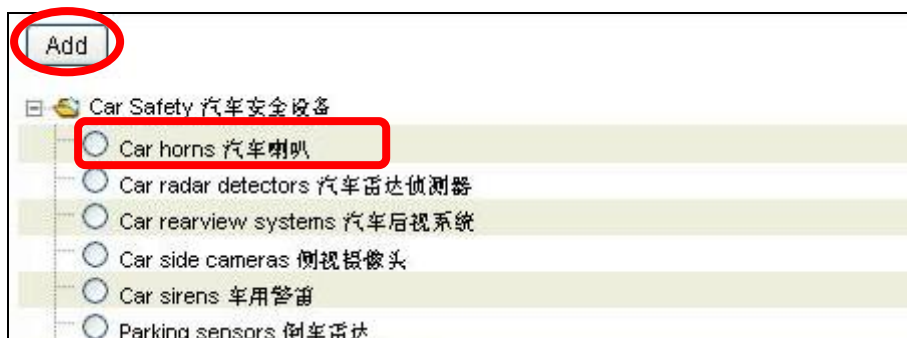 Add
Car Safety 汽车安全设备
Car horns 汽车喇叭
Car radar detectors 汽车雷达侦测器
Car rearview systems 汽车后视系统
Car side cameras 侧视摄像头
Car sirens 车用警笛
Parking sensors 倒车雷达